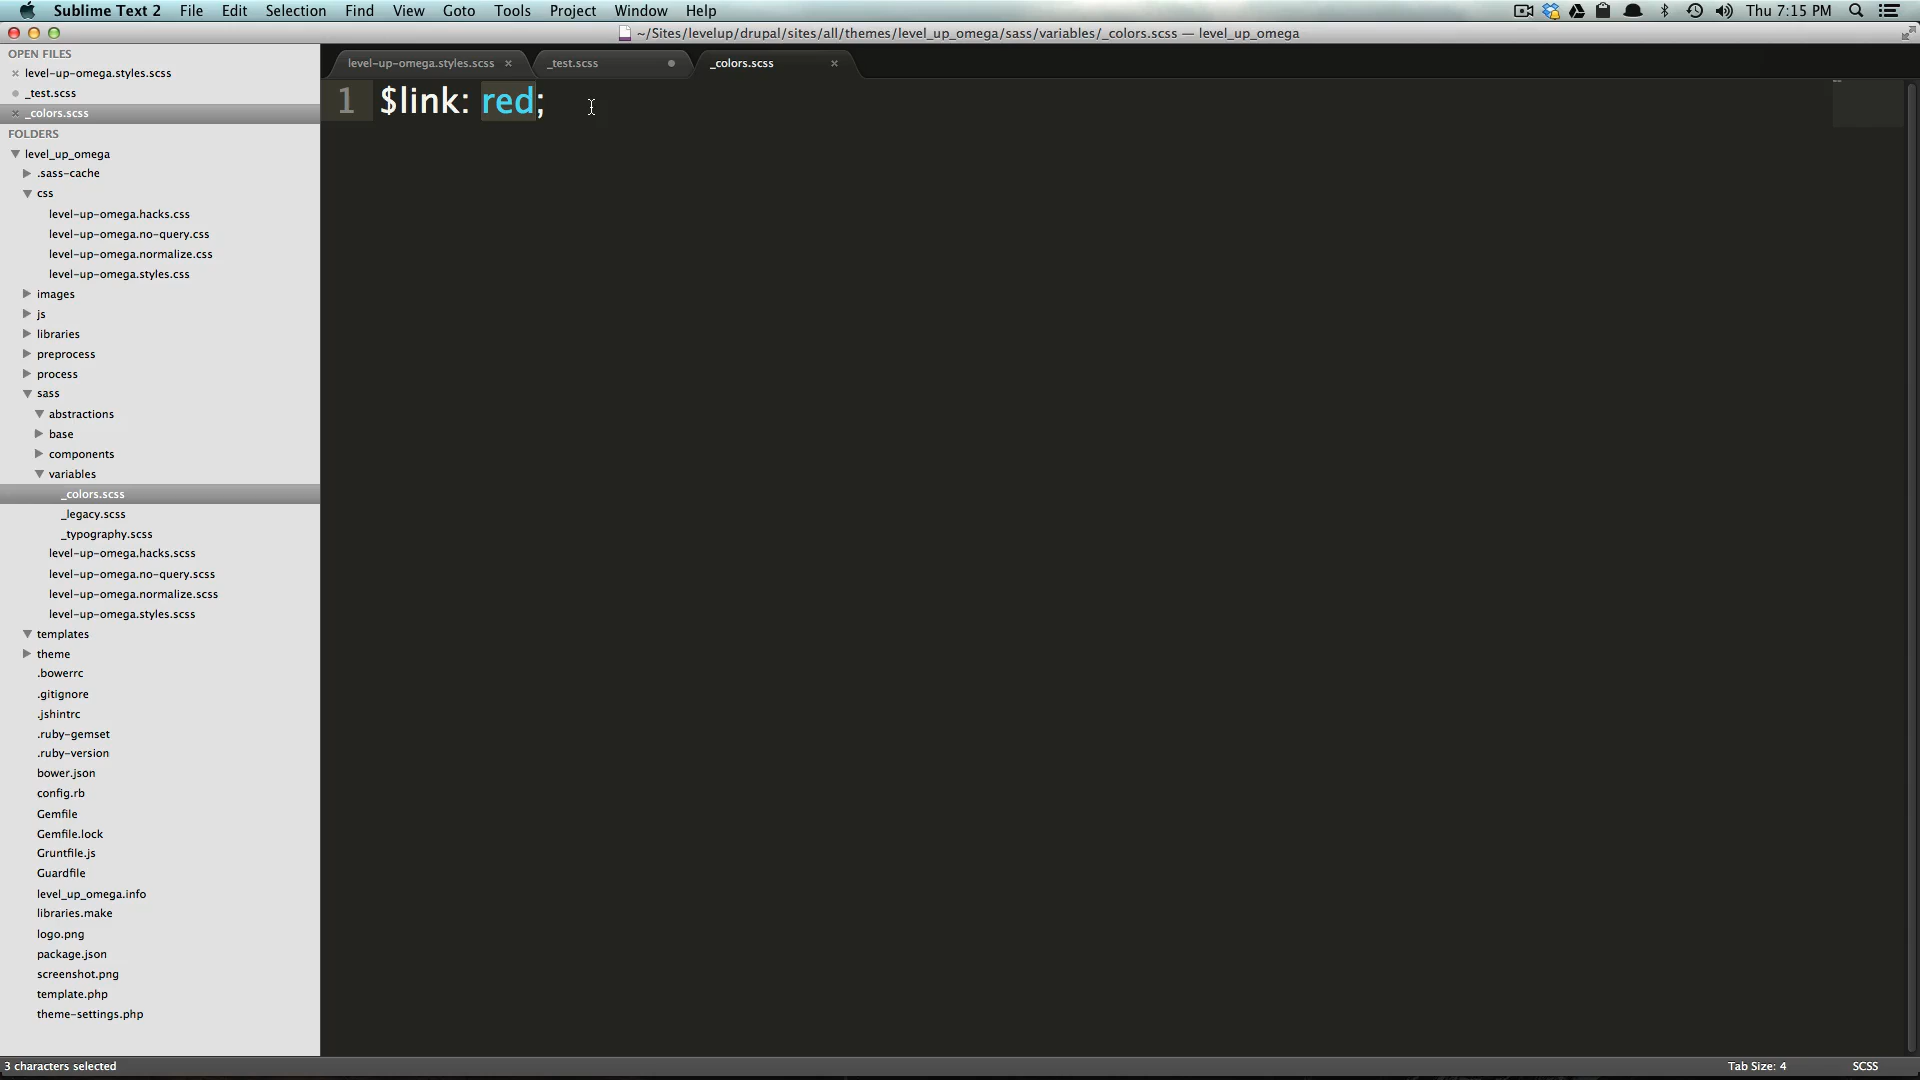 Sublime Text 2 File Edit Selection Find View Goto Tools Project Window Help Thu 7:15 PM
~/Sites/levelup/drupal/sites/all/themes/level_up_omega/sass/variables/_colors.scss — level_up_omega
OPEN FILES
level-up-omega.styles.scss
_test.scss
_colors.scss
FOLDERS
level_up_omega
.sass-cache
css
level-up-omega.hacks.css
level-up-omega.no-query.css
level-up-omega.normalize.css
level-up-omega.styles.css
images
js
libraries
preprocess
process
sass
abstractions
base
components
variables
_colors.scss
_legacy.scss
_typography.scss
level-up-omega.hacks.scss
level-up-omega.no-query.scss
level-up-omega.normalize.scss
level-up-omega.styles.scss
templates
theme
.bowerrc
.gitignore
.jshintrc
.ruby-gemset
.ruby-version
bower.json
config.rb
Gemfile
Gemfile.lock
Gruntfile.js
Guardfile
level_up_omega.info
libraries.make
logo.png
package.json
screenshot.png
template.php
theme-settings.php
level-up-omega.styles.scss _test.scss _colors.scss
1 $link: red;
3 characters selected Tab Size: 4 SCSS